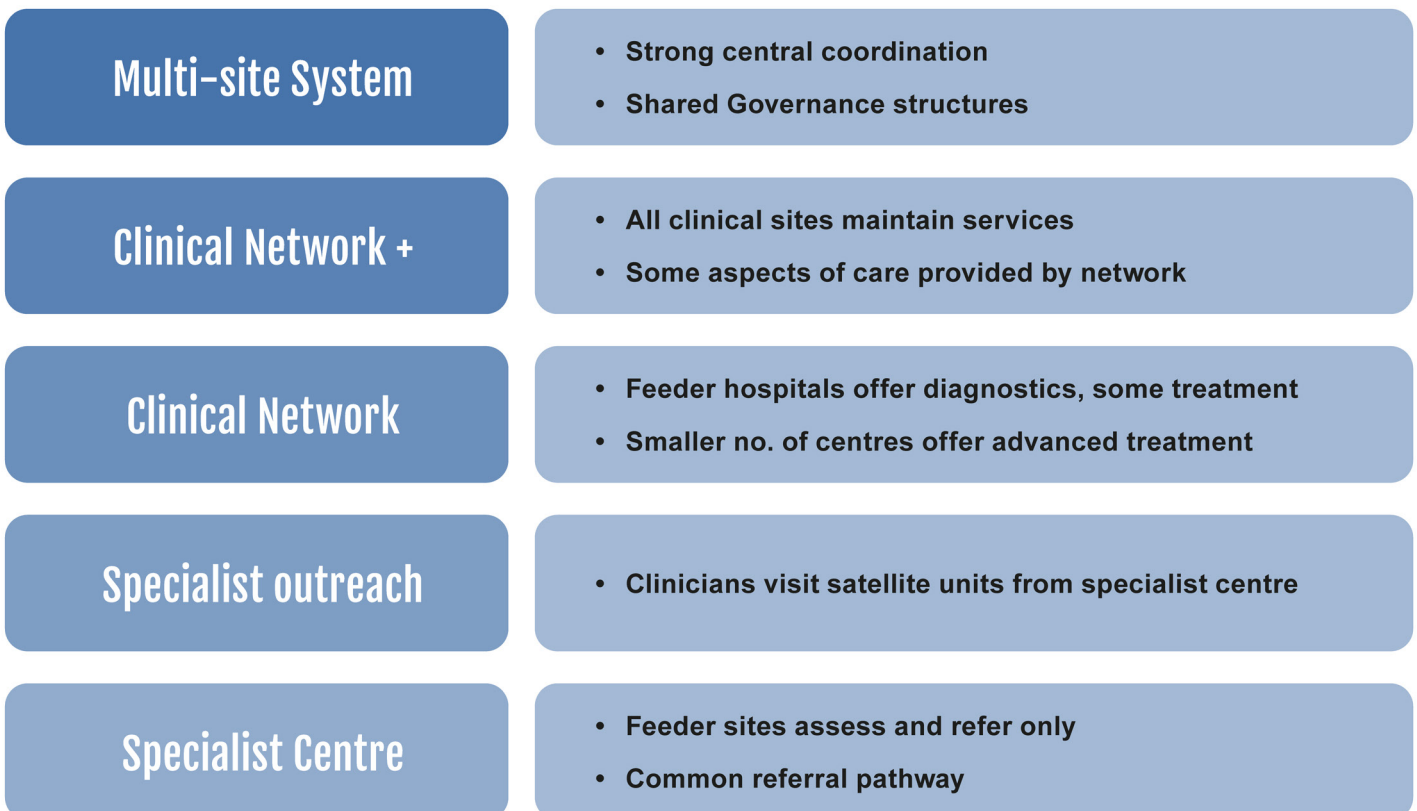 Multi-site System
• Strong central coordination
• Shared Governance structures
Clinical Network +
• All clinical sites maintain services
• Some aspects of care provided by network
Clinical Network
• Feeder hospitals offer diagnostics, some treatment
• Smaller no. of centres offer advanced treatment
Specialist outreach
• Clinicians visit satellite units from specialist centre
Specialist Centre
• Feeder sites assess and refer only
• Common referral pathway